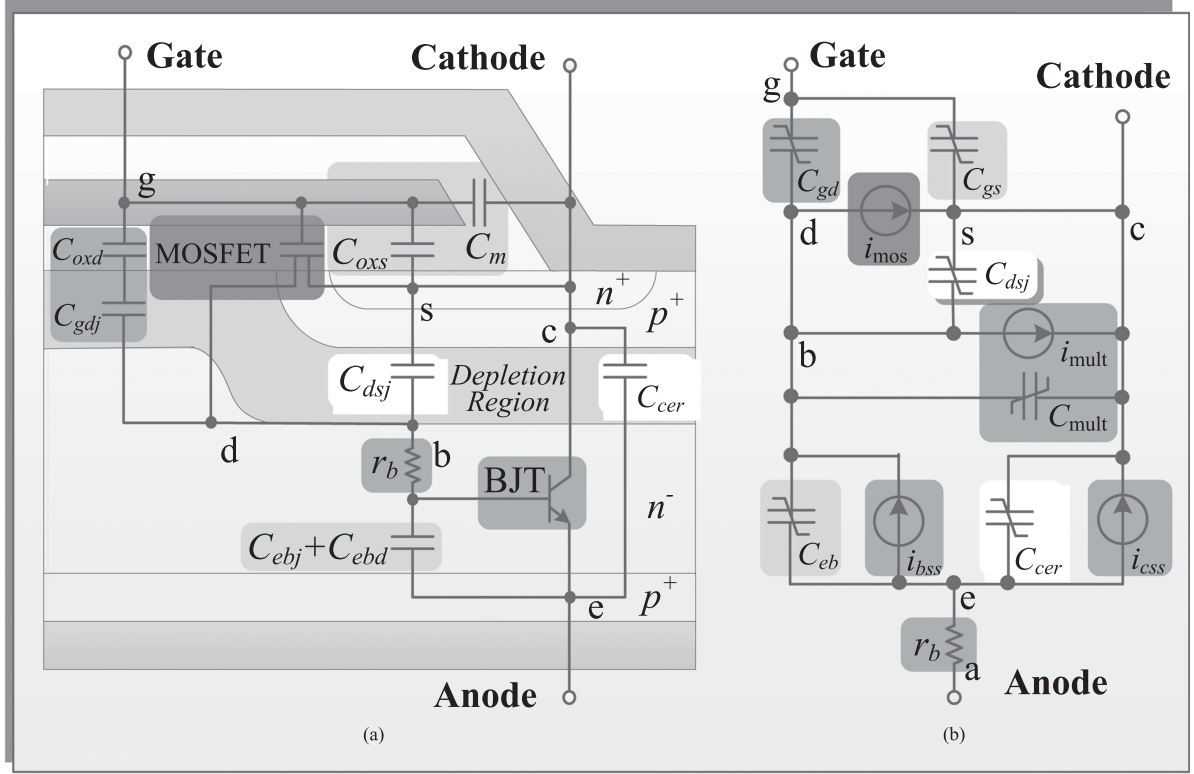 Gate
Cathode
g
C_oxd
MOSFET
C_oxs
C_m
C_gdj
s
n+
p+
c
C_dsj
Depletion
Region
C_cer
d
r_b
b
BJT
n-
C_ebj+C_ebd
e
p+
Anode
(a)
Gate
Cathode
g
C_gd
C_gs
d
i_mos
s
c
C_dsj
b
i_mult
C_mult
C_eb
i_bss
C_cer
i_css
e
r_b
a
Anode
(b)